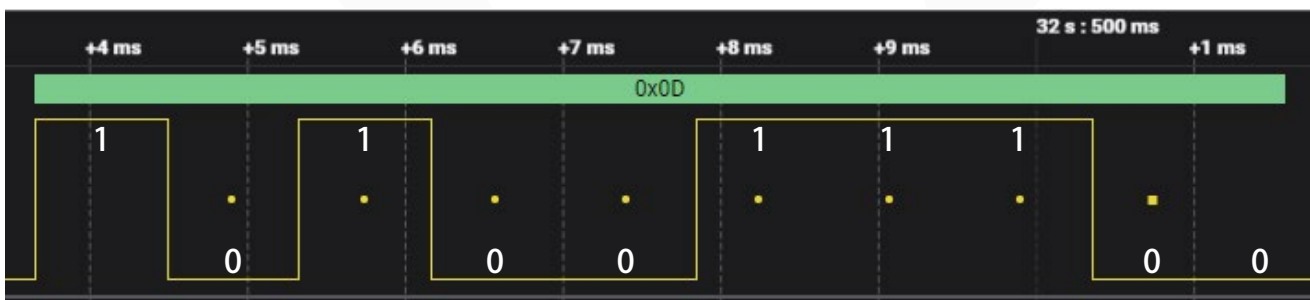 32 s : 500 ms
+4 ms +5 ms +6 ms +7 ms +8 ms +9 ms +1 ms
0x0D
1 1 1 1 1
0 0 0 0 0